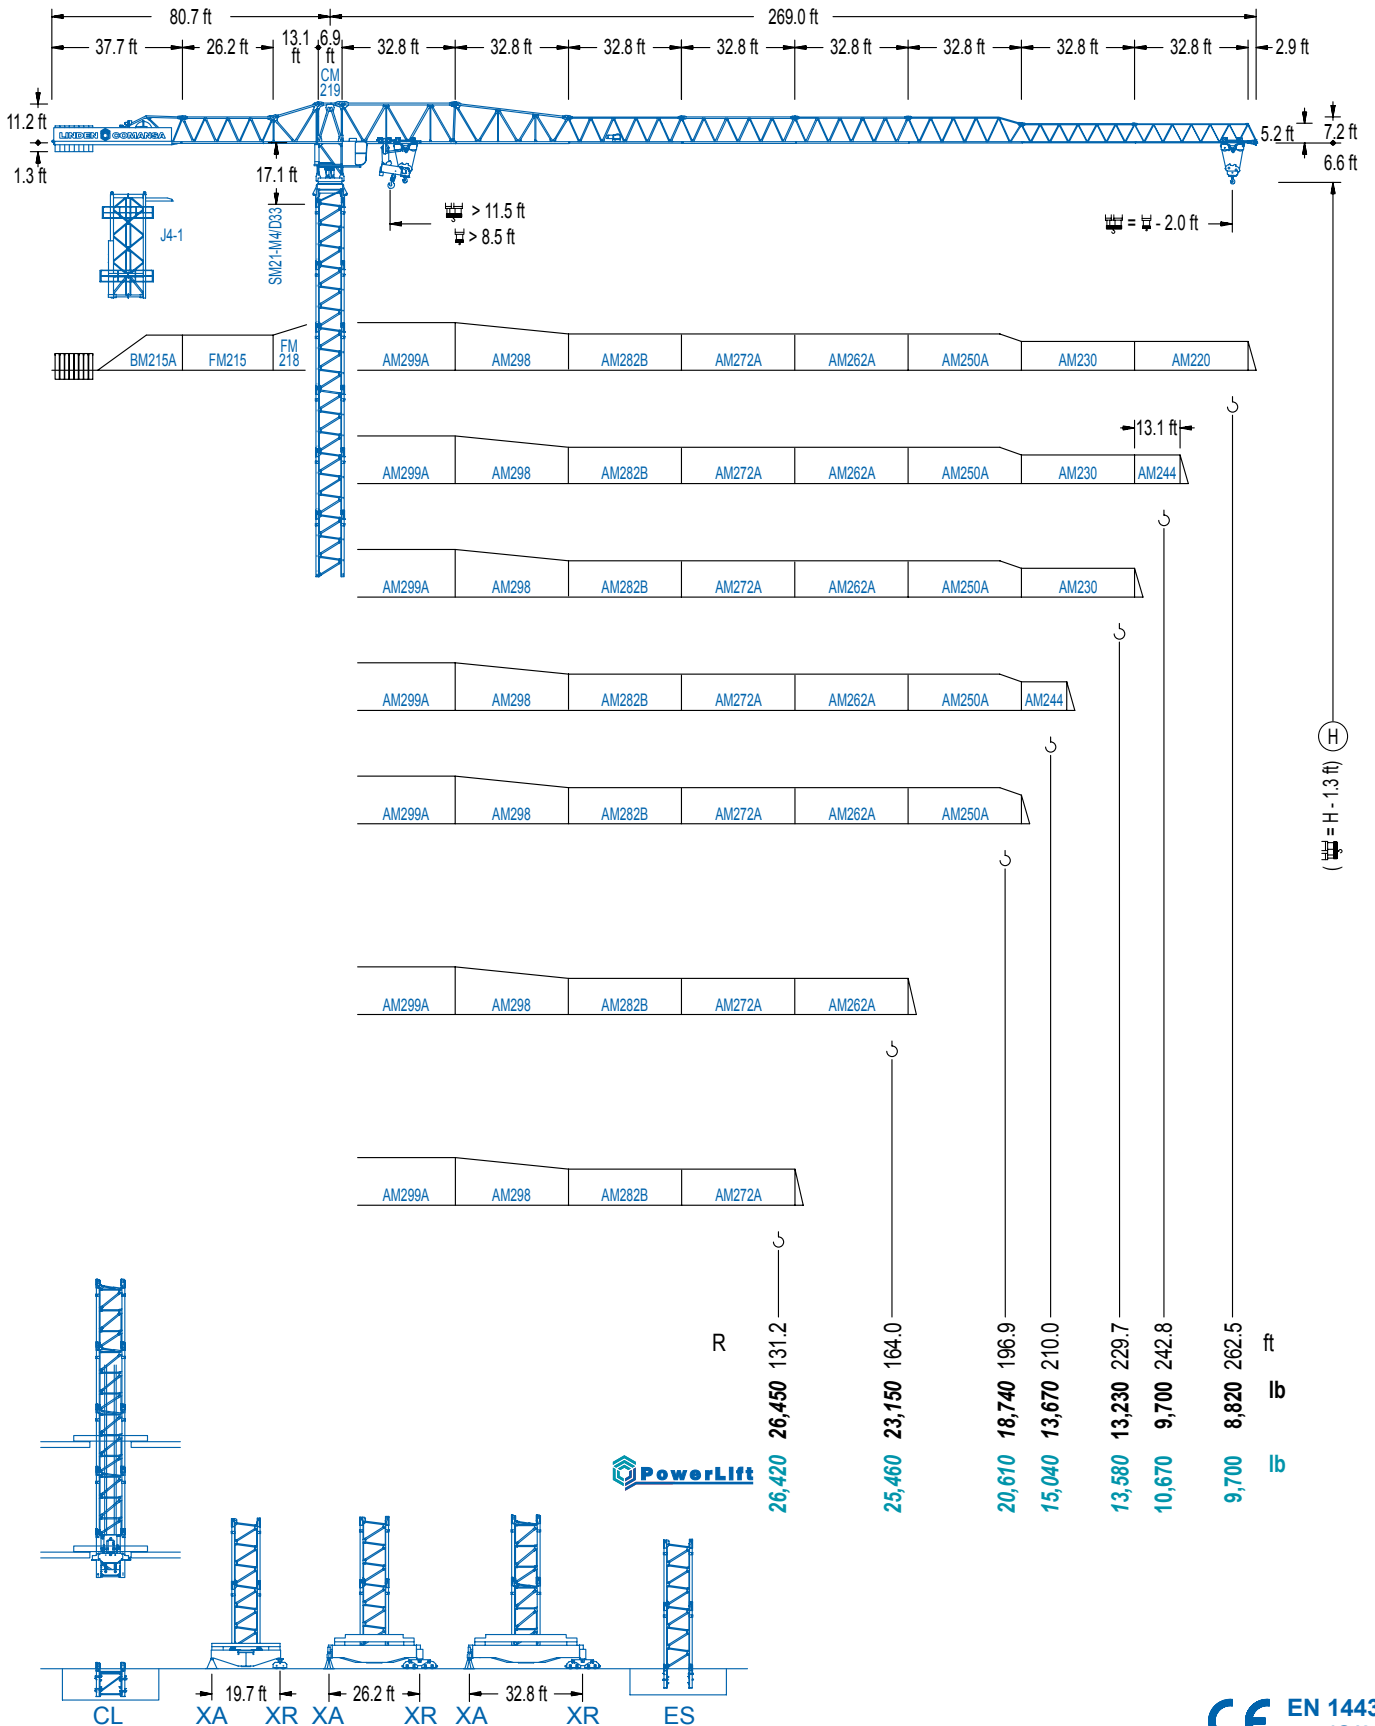 80.7 ft 269.0 ft
37.7 ft 26.2 ft 13.1 ft 6.9 ft 32.8 ft 32.8 ft 32.8 ft 32.8 ft 32.8 ft 32.8 ft 32.8 ft 32.8 ft 2.9 ft
CM 219
11.2 ft
LINDEN COMANSA
5.2 ft 7.2 ft
1.3 ft
17.1 ft
6.6 ft
J4-1
SM21-M4/D33
> 11.5 ft
> 8.5 ft
= - 2.0 ft
BM215A FM215 FM 218 AM299A AM298 AM282B AM272A AM262A AM250A AM230 AM220
13.1 ft
AM299A AM298 AM282B AM272A AM262A AM250A AM230 AM244
AM299A AM298 AM282B AM272A AM262A AM250A AM230
AM299A AM298 AM282B AM272A AM262A AM250A AM244
H
( = H - 1.3 ft)
AM299A AM298 AM282B AM272A AM262A AM250A
AM299A AM298 AM282B AM272A AM262A
AM299A AM298 AM282B AM272A
R 131.2 164.0 196.9 210.0 229.7 242.8 262.5 ft
26,450 23,150 18,740 13,670 13,230 9,700 8,820 lb
PowerLift 26,420 25,460 20,610 15,040 13,580 10,670 9,700 lb
19.7 ft 26.2 ft 32.8 ft
CL XA XR XA XR XA XR ES
CE EN 1443